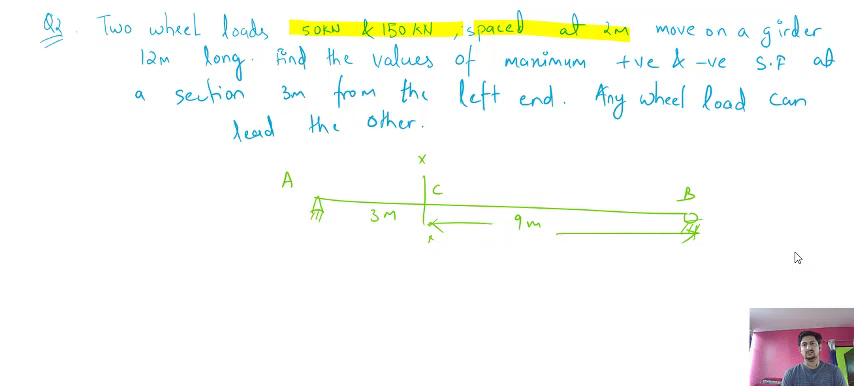 Q2. Two wheel loads 50KN & 150KN, spaced at 2m move on a girder
12m long. Find the values of maximum +ve & -ve S.F at
a section 3m from the left end. Any wheel load can
lead the other.
x
A
C
B
3M
9m
x